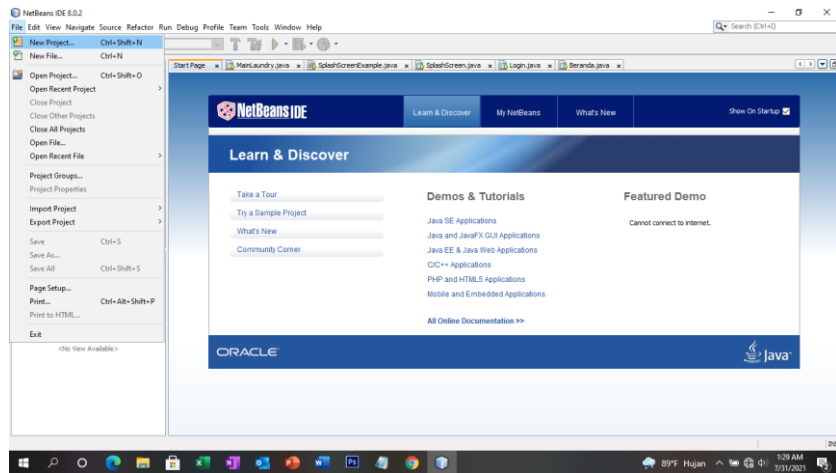 NetBeans IDE 8.0.2
File Edit View Navigate Source Refactor Run Debug Profile Team Tools Window Help
Search (Ctrl+I)
New Project... Ctrl+Shift+N
New File... Ctrl+N
Open Project... Ctrl+Shift+O
Open Recent Project
Close Project
Close Other Projects
Close All Projects
Open File...
Open Recent File
Project Groups...
Project Properties
Import Project
Export Project
Save Ctrl+S
Save As...
Save All Ctrl+Shift+S
Page Setup...
Print... Ctrl+Alt+Shift+P
Print to HTML...
Exit
<No View Available>
Start Page MainLaundry.java SplashScreenExample.java SplashScreen.java Login.java Beranda.java
NetBeans IDE
Learn & Discover My NetBeans What's New Show On Startup
Learn & Discover
Take a Tour
Try a Sample Project
What's New
Community Corner
Demos & Tutorials
Java SE Applications
Java and JavaFX GUI Applications
Java EE & Java Web Applications
C/C++ Applications
PHP and HTML5 Applications
Mobile and Embedded Applications
All Online Documentation >>
Featured Demo
Cannot connect to internet.
ORACLE
Java
89°F Hujan
1:29 AM
7/31/2021